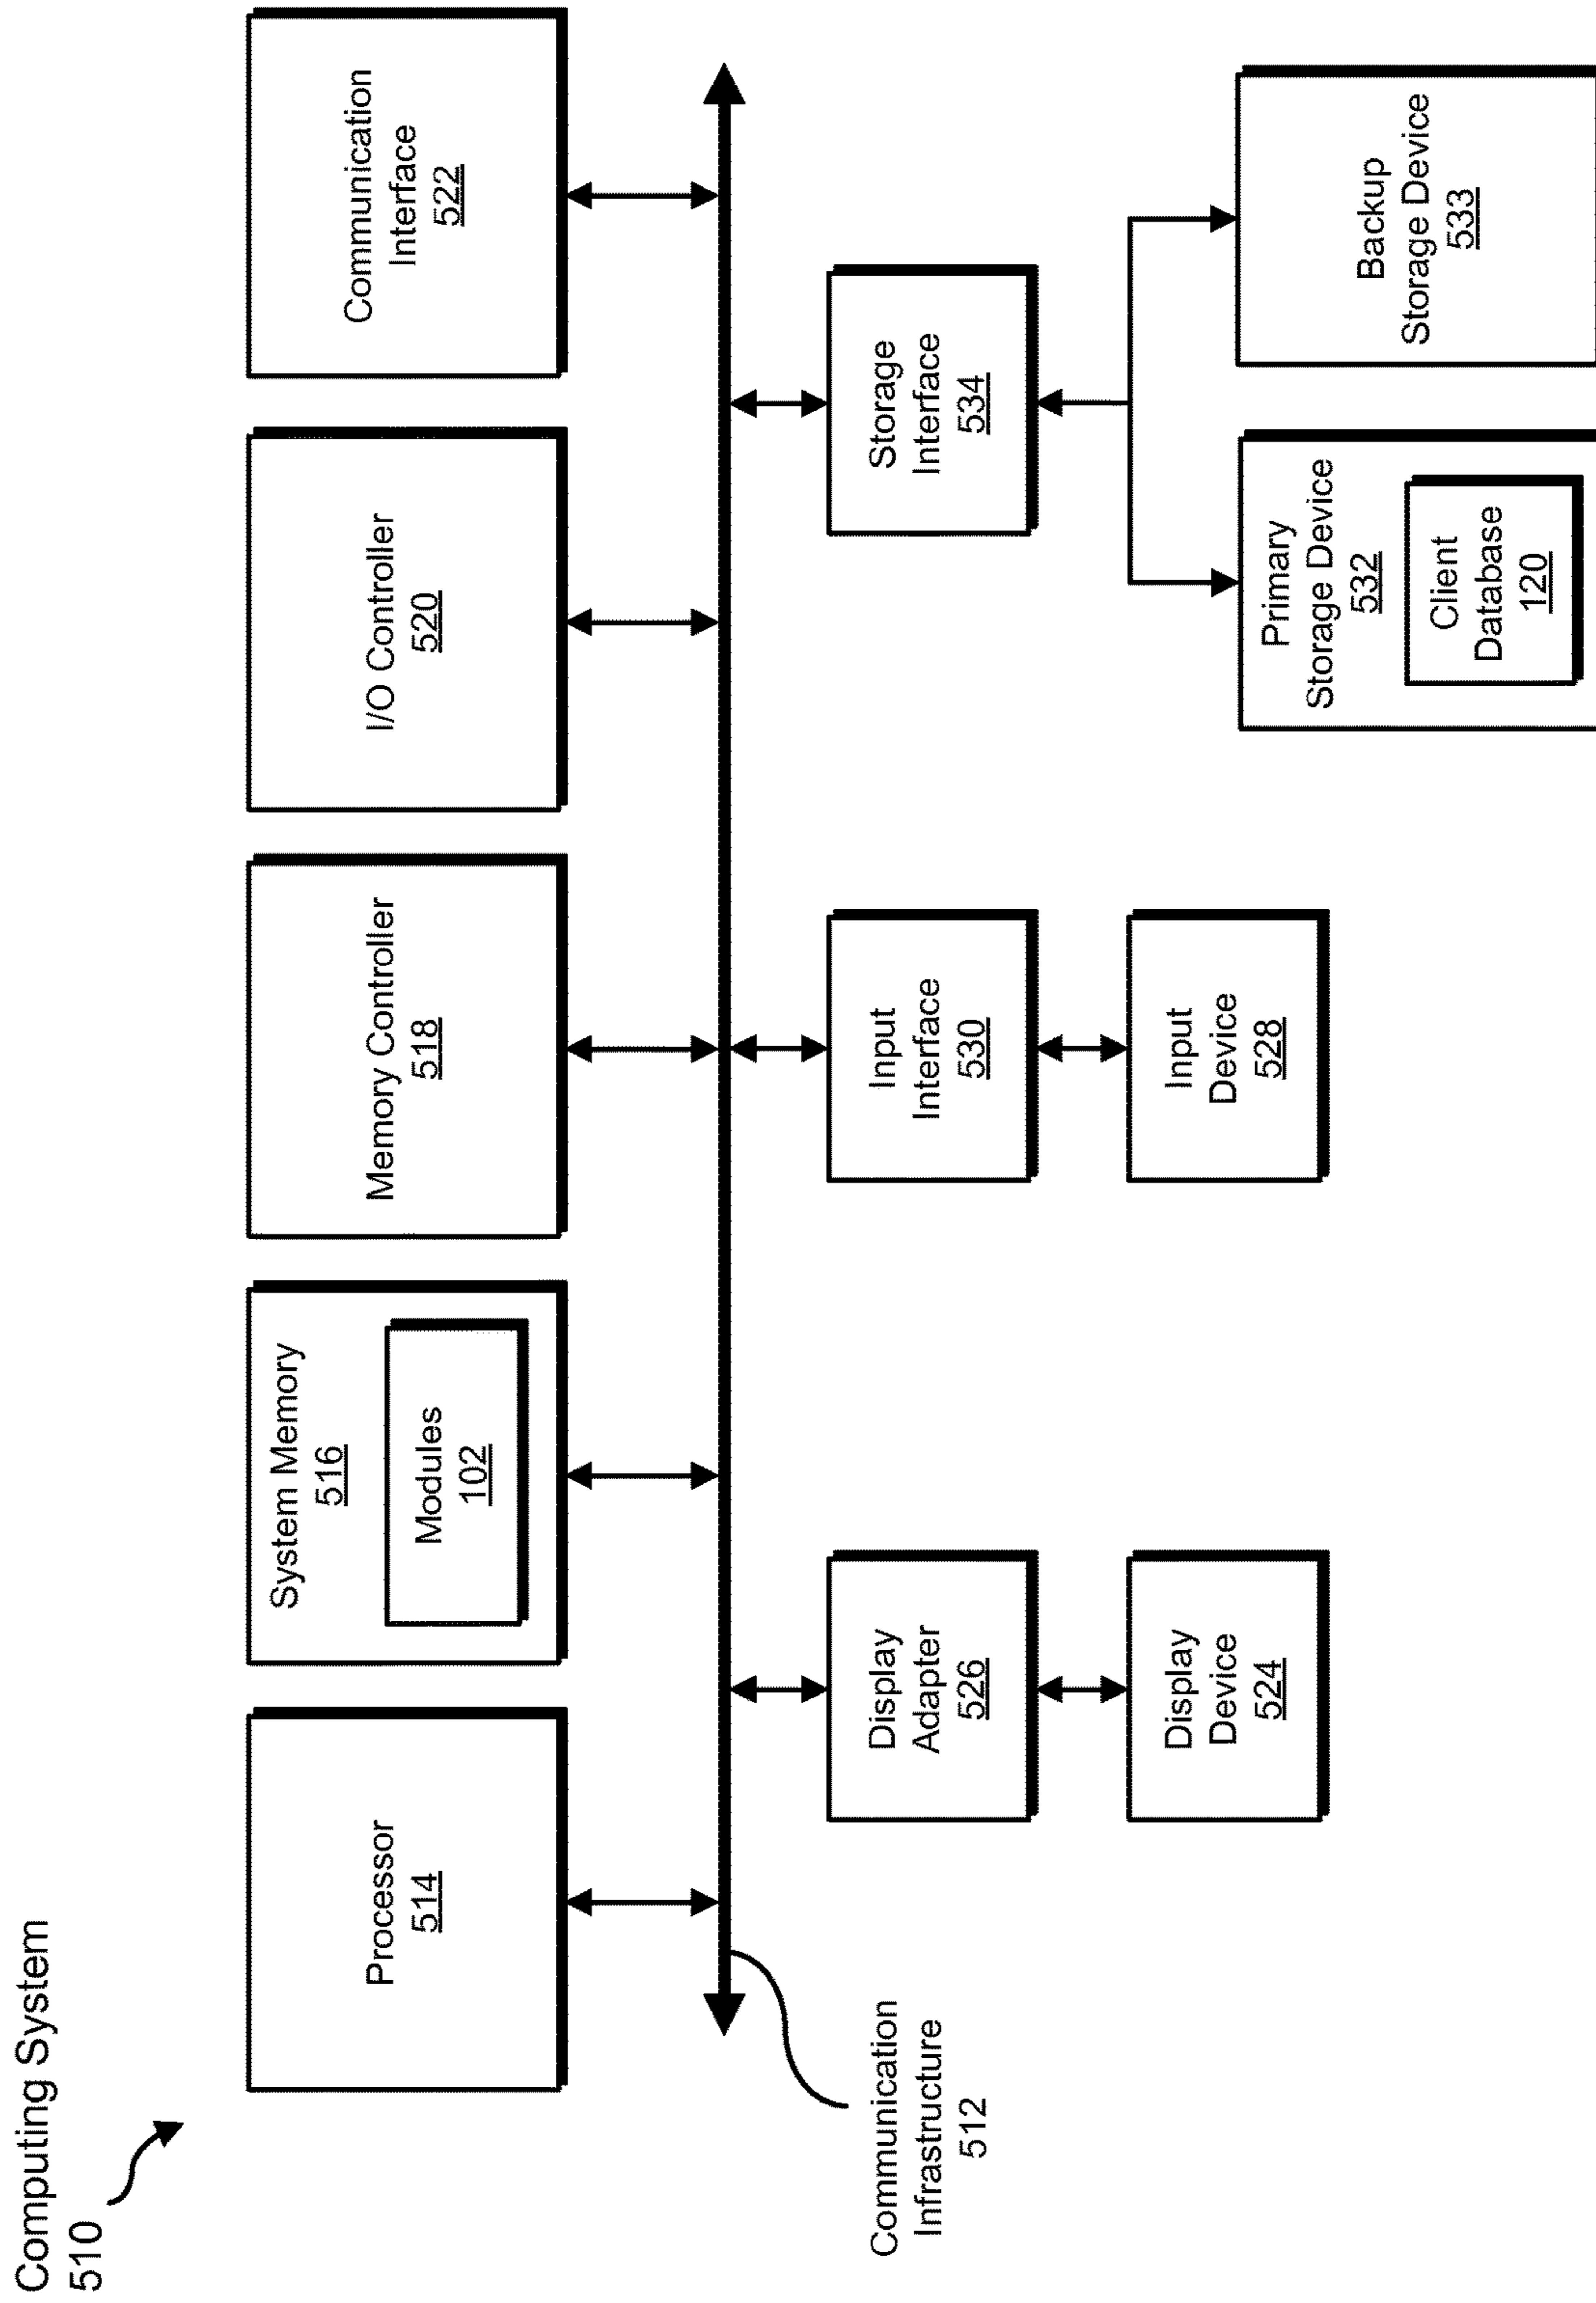 Computing System
510
Processor
514
System Memory
516
Modules
102
Memory Controller
518
I/O Controller
520
Communication
Interface
522
Communication
Infrastructure
512
Display
Adapter
526
Display
Device
524
Input
Interface
530
Input
Device
528
Storage
Interface
534
Primary
Storage Device
532
Client
Database
120
Backup
Storage Device
533